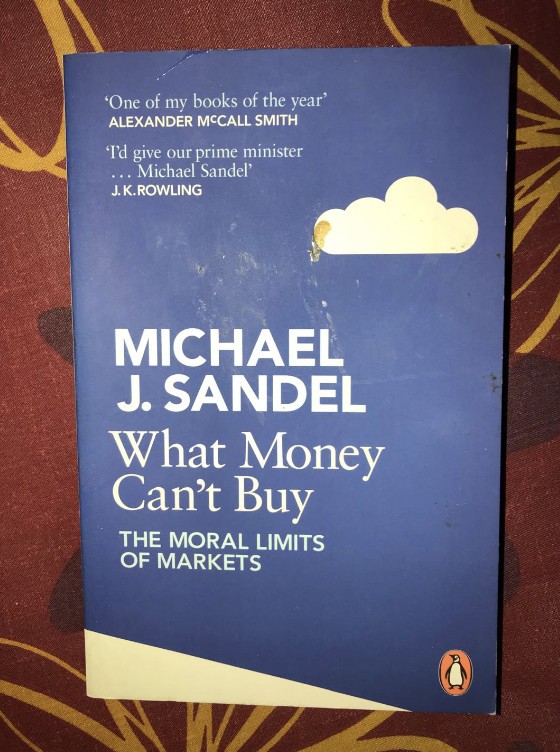 ‘One of my books of the year’
ALEXANDER McCALL SMITH
‘I’d give our prime minister
... Michael Sandel’
J.K.ROWLING
MICHAEL
J. SANDEL
What Money
Can’t Buy
THE MORAL LIMITS
OF MARKETS